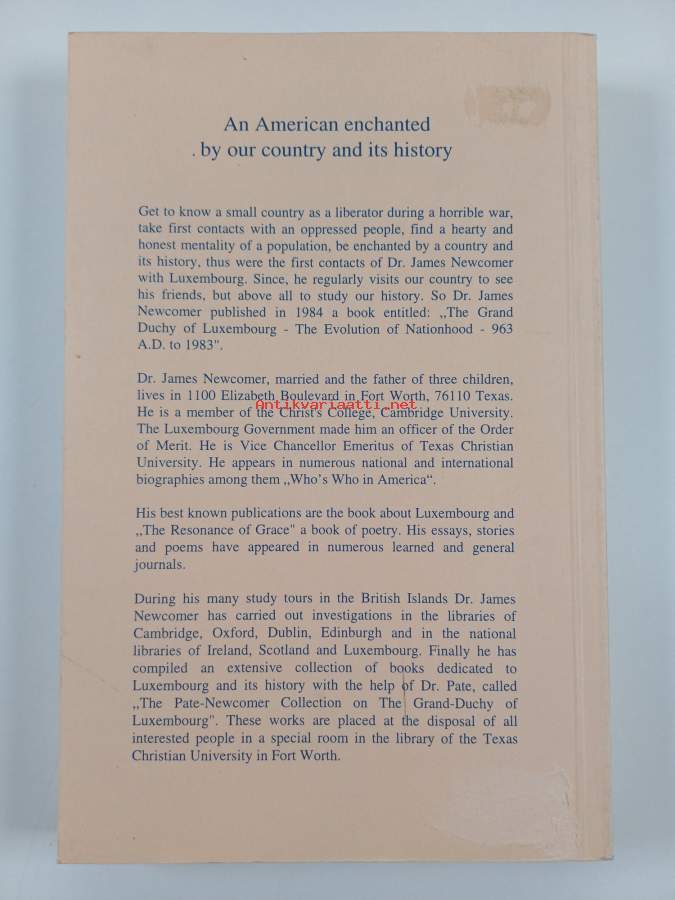 An American enchanted
. by our country and its history
Get to know a small country as a liberator during a horrible war,
take first contacts with an oppressed people, find a hearty and
honest mentality of a population, be enchanted by a country and
its history, thus were the first contacts of Dr. James Newcomer
with Luxembourg. Since, he regularly visits our country to see
his friends, but above all to study our history. So Dr. James
Newcomer published in 1984 a book entitled: ,,The Grand
Duchy of Luxembourg - The Evolution of Nationhood - 963
A.D. to 1983".
Dr. James Newcomer, married and the father of three children,
lives in 1100 Elizabeth Boulevard in Fort Worth, 76110 Texas.
Antikvariaatti.net
He is a member of the Christ's College, Cambridge University.
The Luxembourg Government made him an officer of the Order
of Merit. He is Vice Chancellor Emeritus of Texas Christian
University. He appears in numerous national and international
biographies among them „Who's Who in America“.
His best known publications are the book about Luxembourg and
,,The Resonance of Grace" a book of poetry. His essays, stories
and poems have appeared in numerous learned and general
journals.
During his many study tours in the British Islands Dr. James
Newcomer has carried out investigations in the libraries of
Cambridge, Oxford, Dublin, Edinburgh and in the national
libraries of Ireland, Scotland and Luxembourg. Finally he has
compiled an extensive collection of books dedicated to
Luxembourg and its history with the help of Dr. Pate, called
,,The Pate-Newcomer Collection on The Grand-Duchy of
Luxembourg". These works are placed at the disposal of all
interested people in a special room in the library of the Texas
Christian University in Fort Worth.